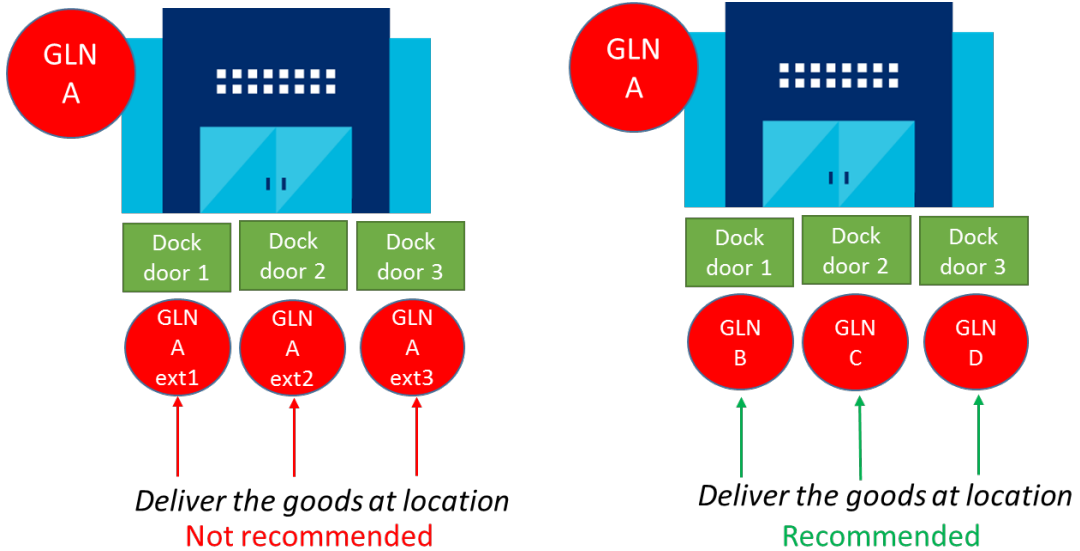 GLN
A
Dock
door 1
Dock
door 2
Dock
door 3
GLN
A
ext1
GLN
A
ext2
GLN
A
ext3
Deliver the goods at location
Not recommended
GLN
A
Dock
door 1
Dock
door 2
Dock
door 3
GLN
B
GLN
C
GLN
D
Deliver the goods at location
Recommended